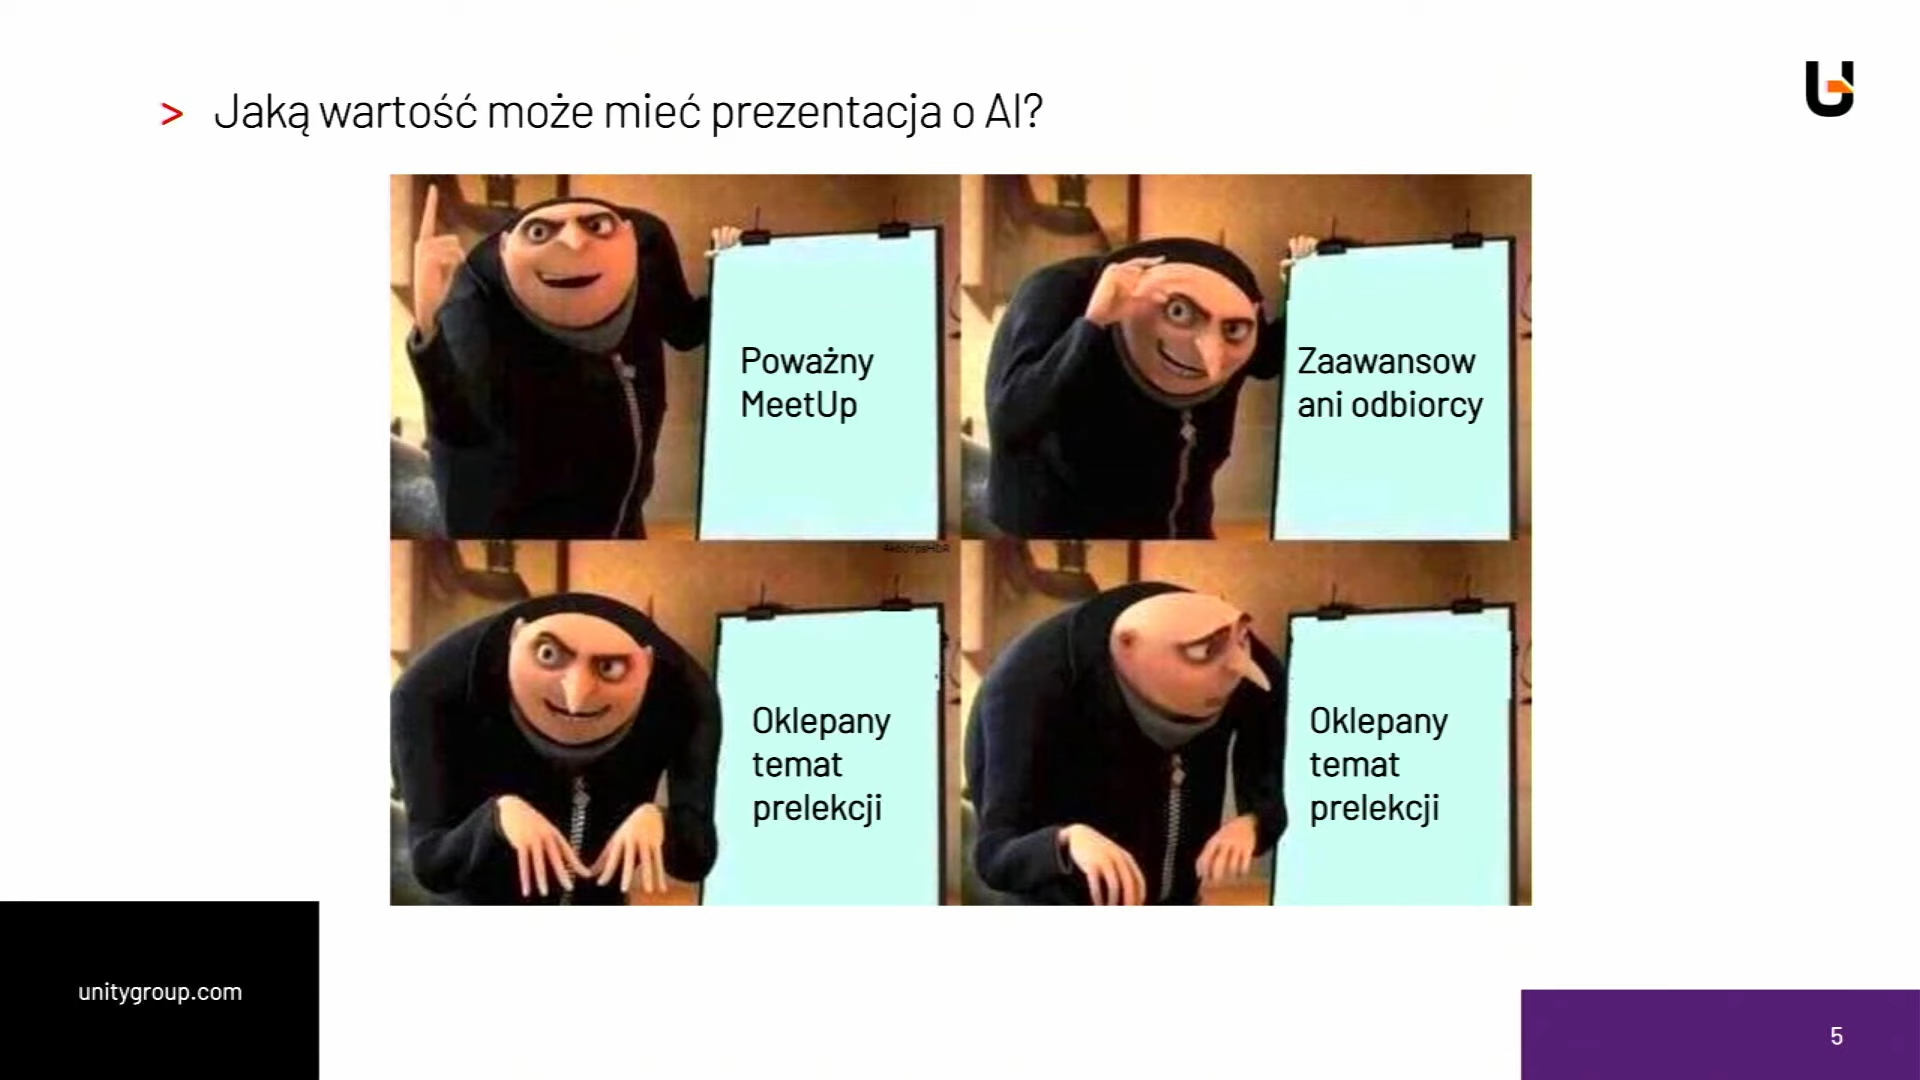 > Jaką wartość może mieć prezentacja o AI?
Poważny
MeetUp
Zaawansow
ani odbiorcy
Oklepany
temat
prelekcji
Oklepany
temat
prelekcji
unitygroup.com
5